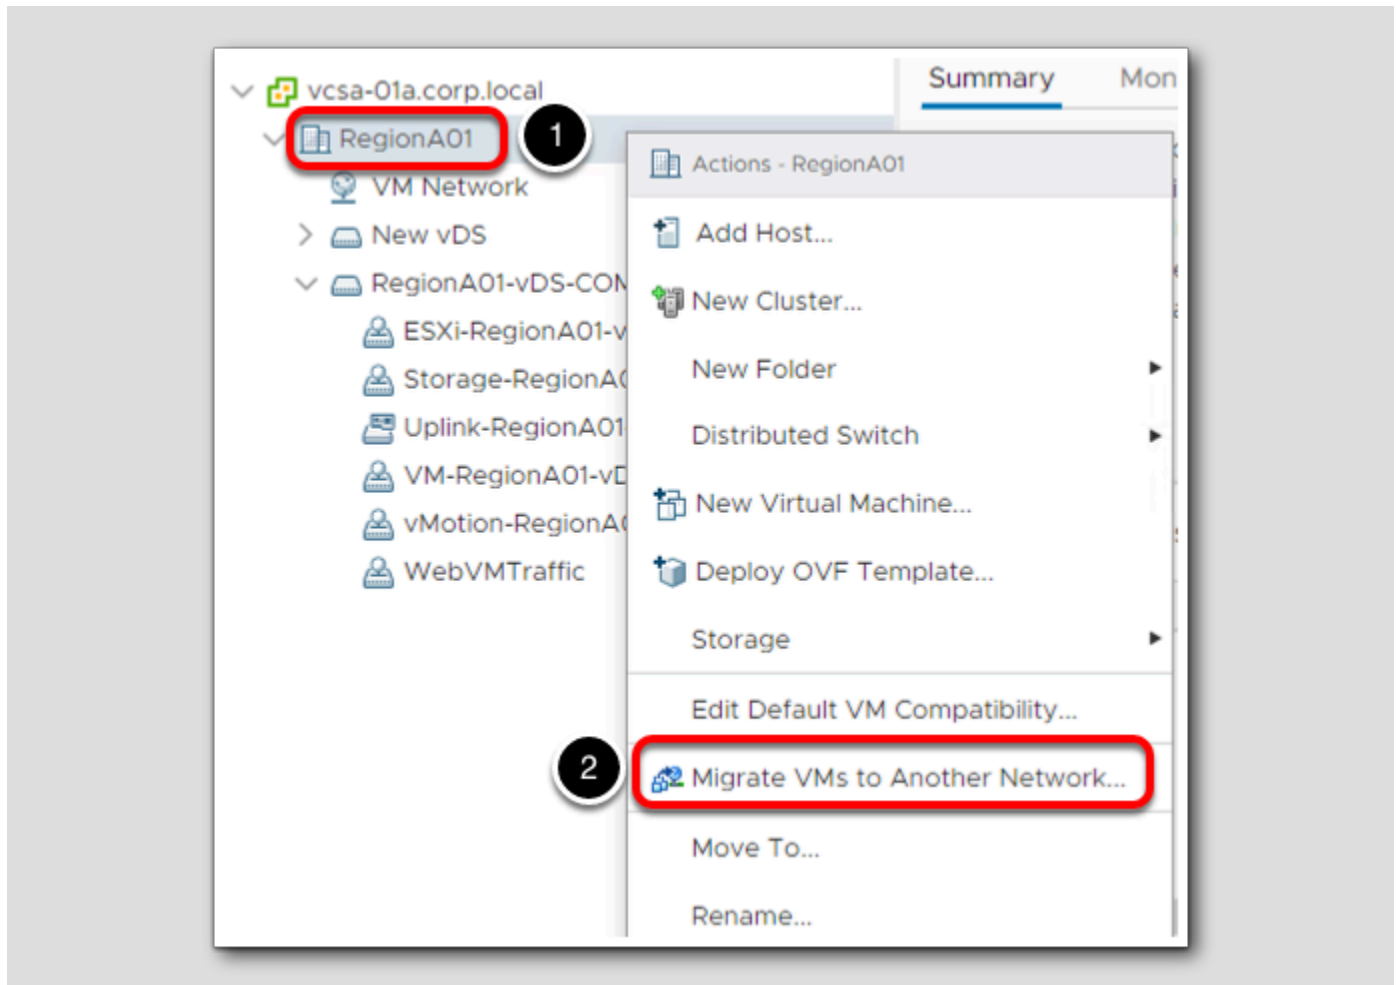 vcsa-01a.corp.local
RegionA01
1
VM Network
New vDS
RegionA01-vDS-COM
ESXi-RegionA01-v
Storage-RegionA0
Uplink-RegionA01-
VM-RegionA01-vD
vMotion-RegionA0
WebVMTraffic
Summary
Mon
Actions - RegionA01
Add Host...
New Cluster...
New Folder
Distributed Switch
New Virtual Machine...
Deploy OVF Template...
Storage
Edit Default VM Compatibility...
2
Migrate VMs to Another Network...
Move To...
Rename...